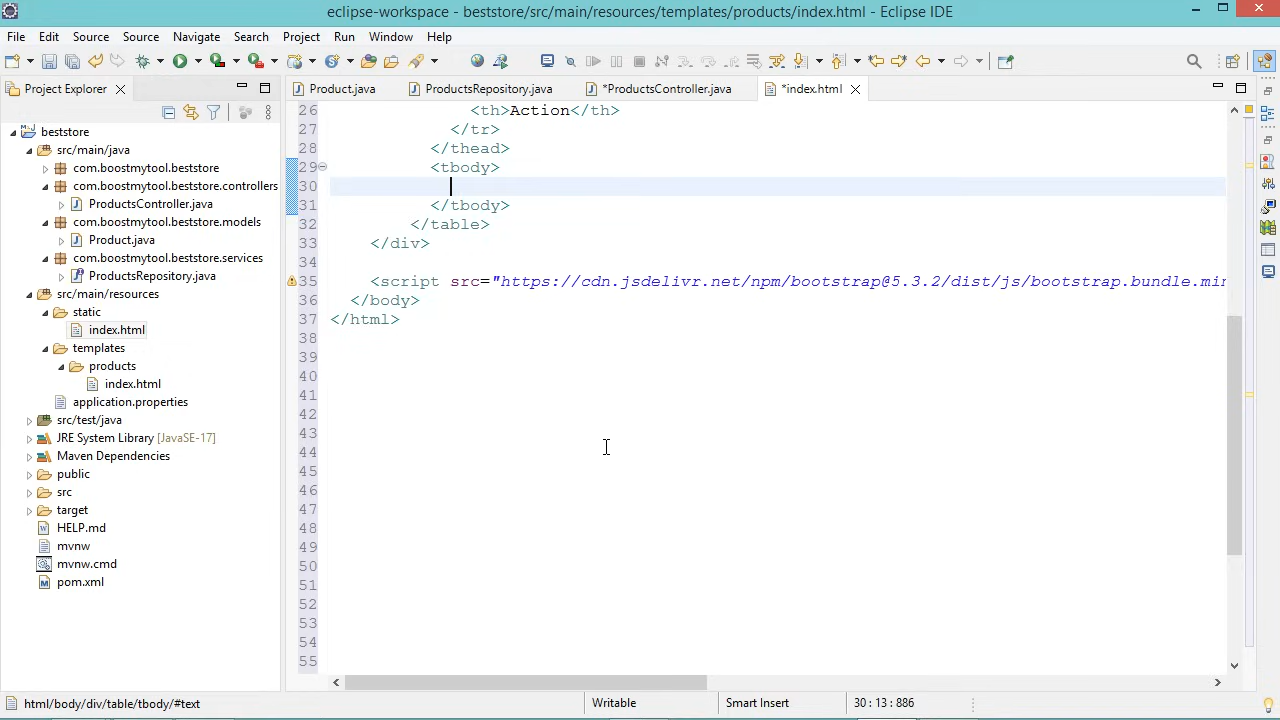 eclipse-workspace - beststore/src/main/resources/templates/products/index.html - Eclipse IDE
File Edit Source Source Navigate Search Project Run Window Help
Project Explorer
Product.java
ProductsRepository.java
*ProductsController.java
*index.html
beststore
src/main/java
com.boostmytool.beststore
com.boostmytool.beststore.controllers
ProductsController.java
com.boostmytool.beststore.models
Product.java
com.boostmytool.beststore.services
ProductsRepository.java
src/main/resources
static
index.html
templates
products
index.html
application.properties
src/test/java
JRE System Library [JavaSE-17]
Maven Dependencies
public
src
target
HELP.md
mvnw
mvnw.cmd
pom.xml
26 <th>Action</th>
27 </tr>
28 </thead>
29 <tbody>
30
31 </tbody>
32 </table>
33 </div>
34
35 <script src="https://cdn.jsdelivr.net/npm/bootstrap@5.3.2/dist/js/bootstrap.bundle.min
36 </body>
37 </html>
38
39
40
41
42
43
44
45
46
47
48
49
50
51
52
53
54
55
html/body/div/table/tbody/#text
Writable
Smart Insert
30 : 13 : 886